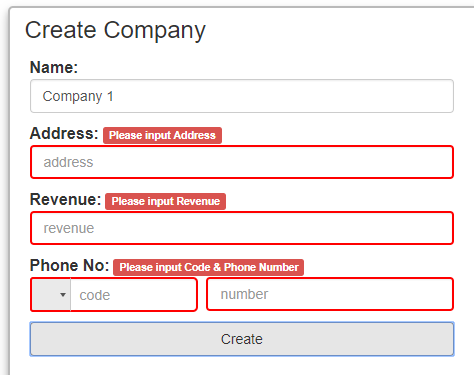 Create Company
Name:
Company 1
Address: Please input Address
address
Revenue: Please input Revenue
revenue
Phone No: Please input Code & Phone Number
code number
Create